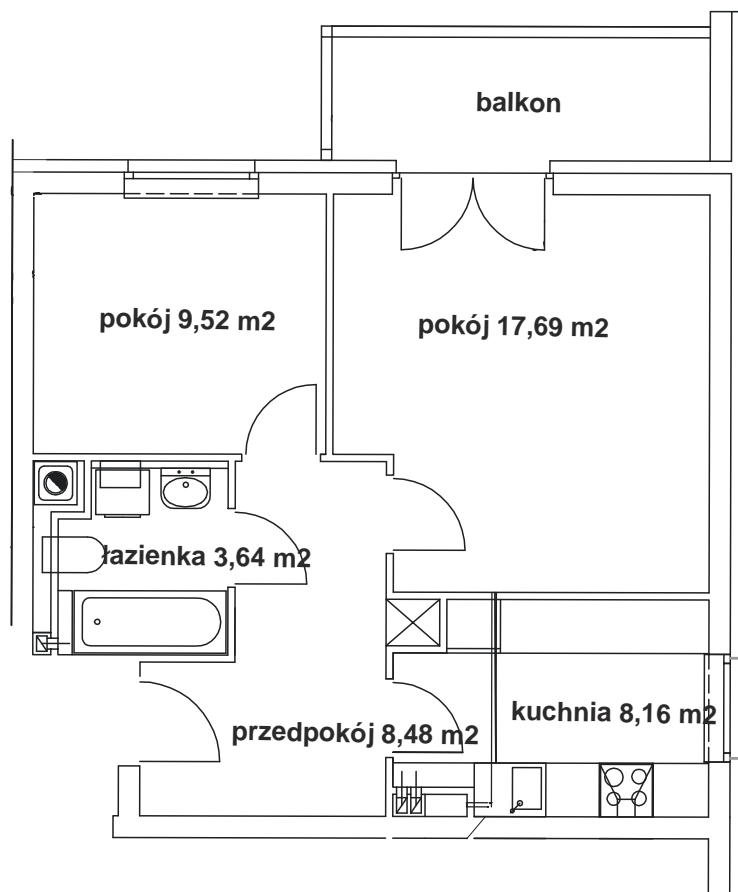 balkon
pokój 9,52 m2
pokój 17,69 m2
łazienka 3,64 m2
kuchnia 8,16 m2
przedpokój 8,48 m2